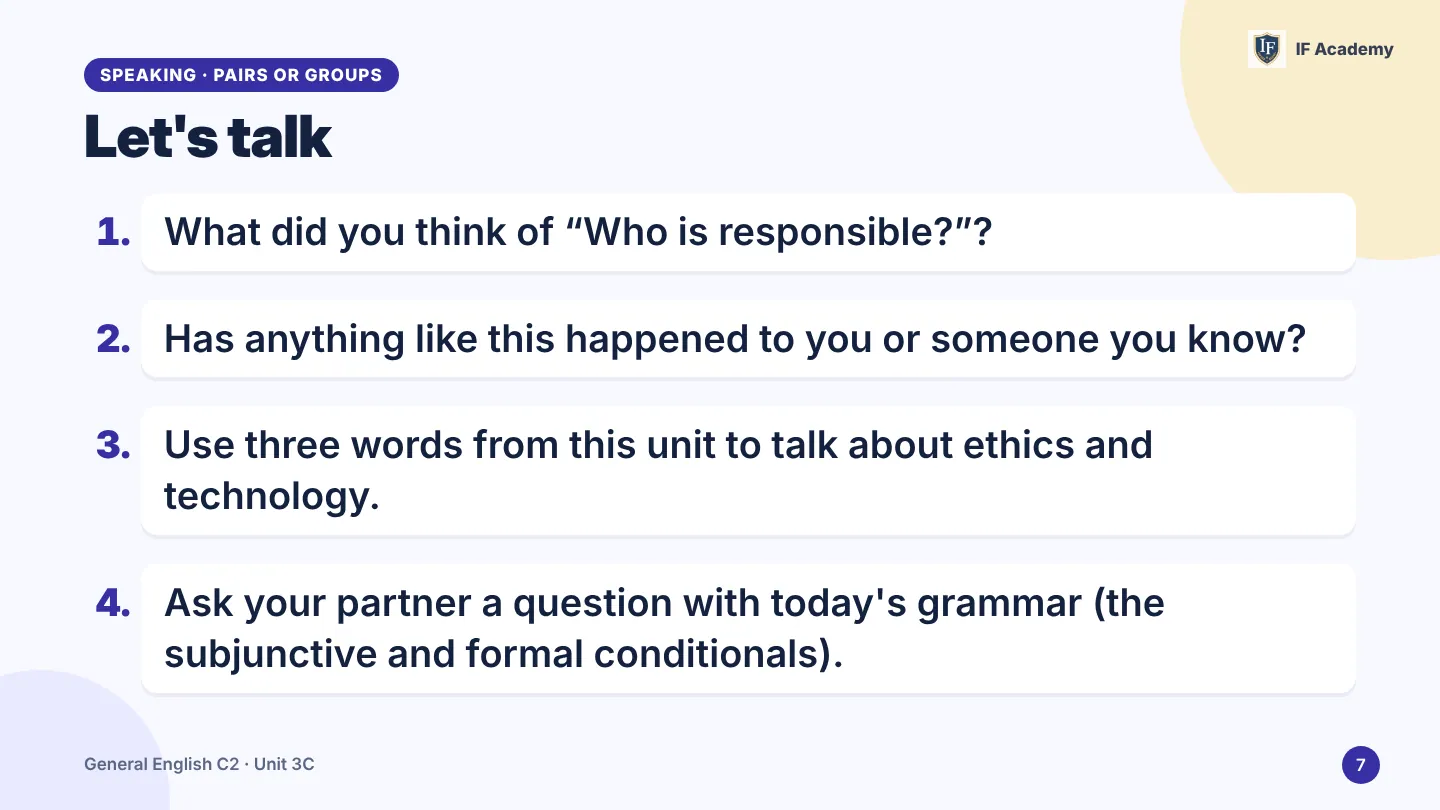 IF Academy
SPEAKING · PAIRS OR GROUPS
Let's talk
1. What did you think of “Who is responsible?”?
2. Has anything like this happened to you or someone you know?
3. Use three words from this unit to talk about ethics and
technology.
4. Ask your partner a question with today's grammar (the
subjunctive and formal conditionals).
General English C2 · Unit 3C
7